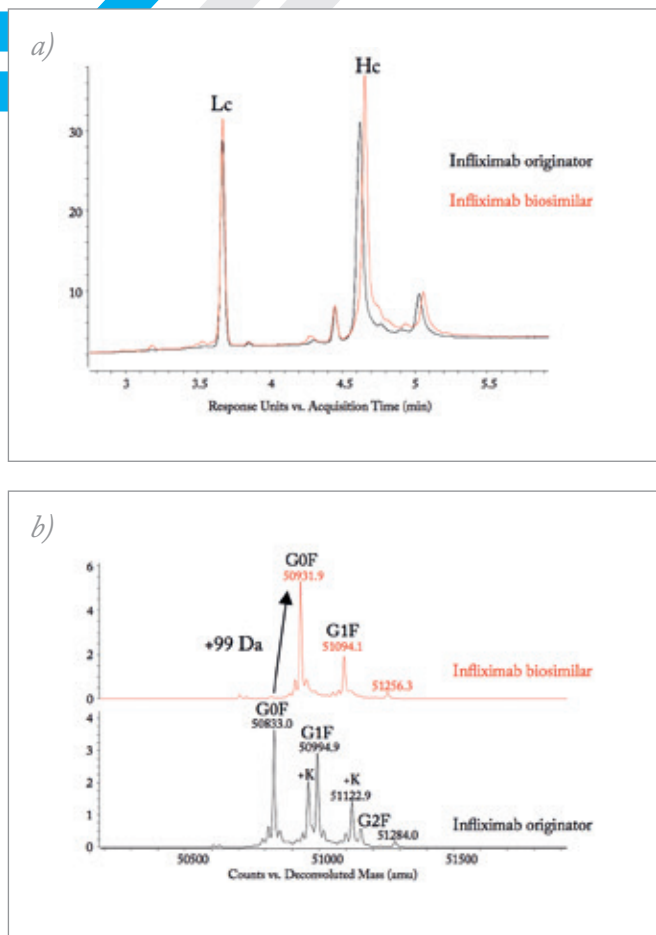 a)
Lc
Hc
Infliximab originator
Infliximab biosimilar
30
20
10
3
3.5
4
4.5
5
5.5
Response Units vs. Acquisition Time (min)
b)
6
4
2
0
G0F
50931.9
+99 Da
G1F
51094.1
51256.3
Infliximab biosimilar
4
3
2
1
0
G0F
50833.0
G1F
50994.9
+K
+K
51122.9
G2F
51284.0
Infliximab originator
50500
51000
51500
Counts vs. Deconvoluted Mass (amu)